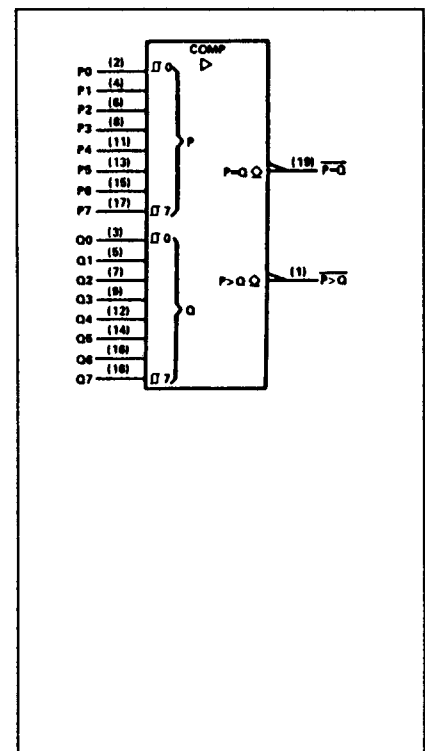 COMP
▷
P0 (2) 0
P1 (4)
P2 (6)
P3 (8)
P4 (11)
P5 (13)
P6 (15)
P7 (17) 7
P
Q0 (3) 0
Q1 (5)
Q2 (7)
Q3 (9)
Q4 (12)
Q5 (14)
Q6 (16)
Q7 (18) 7
Q
P=Q (19) P=Q
P>Q (1) P>Q